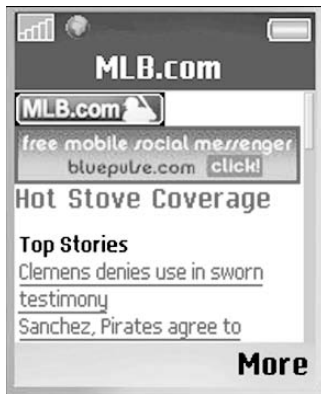 MLB.com
MLB.com
free mobile social messenger
bluepulse.com click!
Hot Stove Coverage
Top Stories
Clemens denies use in sworn
testimony
Sanchez, Pirates agree to
More